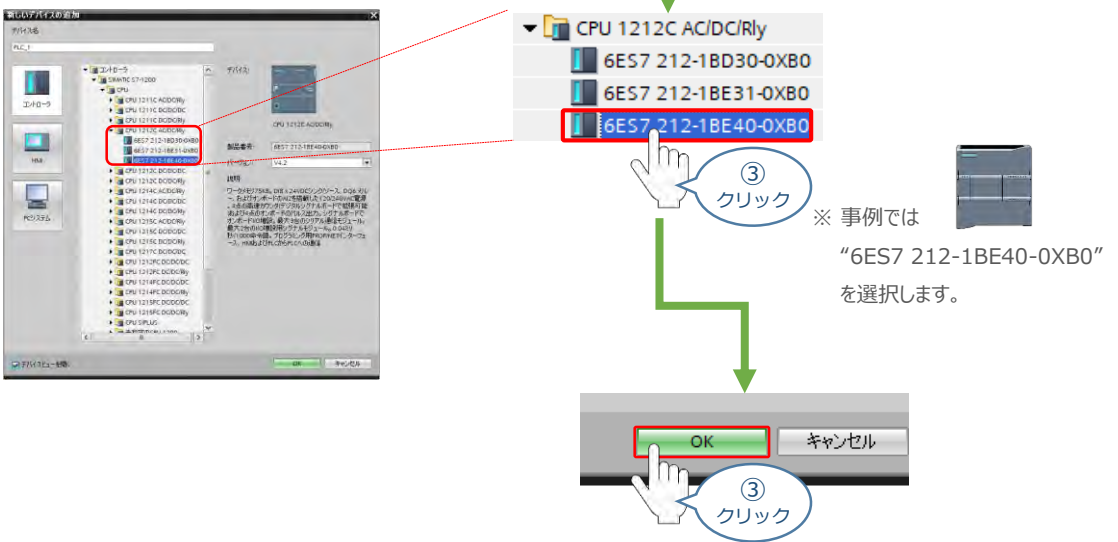 新しいデバイスの追加
デバイス名
PLC_1
コントローラ
HMI
PCシステム
コントローラ
SIMATIC S7-1200
CPU
CPU 1211C AC/DC/Rly
CPU 1211C DC/DC/DC
CPU 1211C DC/DC/Rly
CPU 1212C AC/DC/Rly
6ES7 212-1BD30-0XB0
6ES7 212-1BE31-0XB0
6ES7 212-1BE40-0XB0
CPU 1212C DC/DC/DC
CPU 1212C DC/DC/Rly
CPU 1214C AC/DC/Rly
CPU 1214C DC/DC/DC
CPU 1214C DC/DC/Rly
CPU 1215C AC/DC/Rly
CPU 1215C DC/DC/DC
CPU 1215C DC/DC/Rly
CPU 1217C DC/DC/DC
CPU 1212FC DC/DC/DC
CPU 1212FC DC/DC/Rly
CPU 1214FC DC/DC/DC
CPU 1214FC DC/DC/Rly
CPU 1215FC DC/DC/DC
CPU 1215FC DC/DC/Rly
CPU SIPLUS
デバイス:
CPU 1212C AC/DC/Rly
製品番号:
6ES7 212-1BE40-0XB0
バージョン:
V4.2
説明:
デバイスビューを開く
OK
キャンセル
CPU 1212C AC/DC/Rly
6ES7 212-1BD30-0XB0
6ES7 212-1BE31-0XB0
6ES7 212-1BE40-0XB0
③
クリック
※ 事例では
“6ES7 212-1BE40-0XB0”
を選択します。
OK
キャンセル
③
クリック